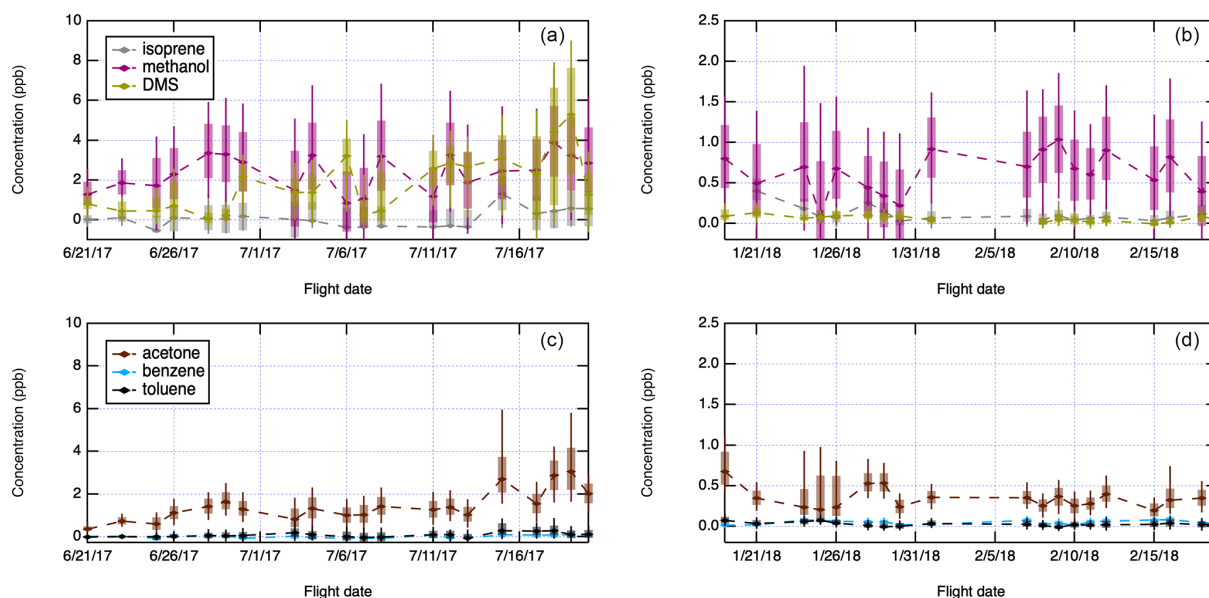 (a)
10
8
6
4
2
0
Concentration (ppb)
isoprene
methanol
DMS
6/21/17 6/26/17 7/1/17 7/6/17 7/11/17 7/16/17
Flight date
(b)
2.5
2.0
1.5
1.0
0.5
0.0
Concentration (ppb)
1/21/18 1/26/18 1/31/18 2/5/18 2/10/18 2/15/18
Flight date
(c)
10
8
6
4
2
0
Concentration (ppb)
acetone
benzene
toluene
6/21/17 6/26/17 7/1/17 7/6/17 7/11/17 7/16/17
Flight date
(d)
2.5
2.0
1.5
1.0
0.5
0.0
Concentration (ppb)
1/21/18 1/26/18 1/31/18 2/5/18 2/10/18 2/15/18
Flight date